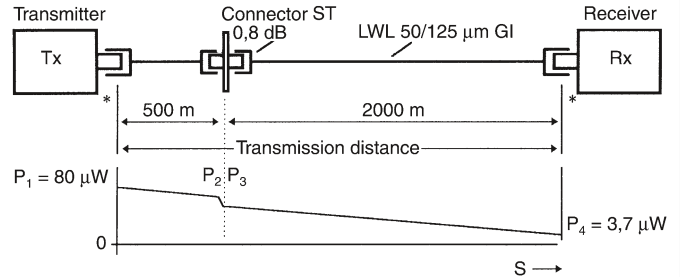 Transmitter
Connector ST
Receiver
0,8 dB
LWL 50/125 µm GI
Tx
Rx
*
*
500 m
2000 m
Transmission distance
P1 = 80 µW
P2 P3
P4 = 3,7 µW
0
S